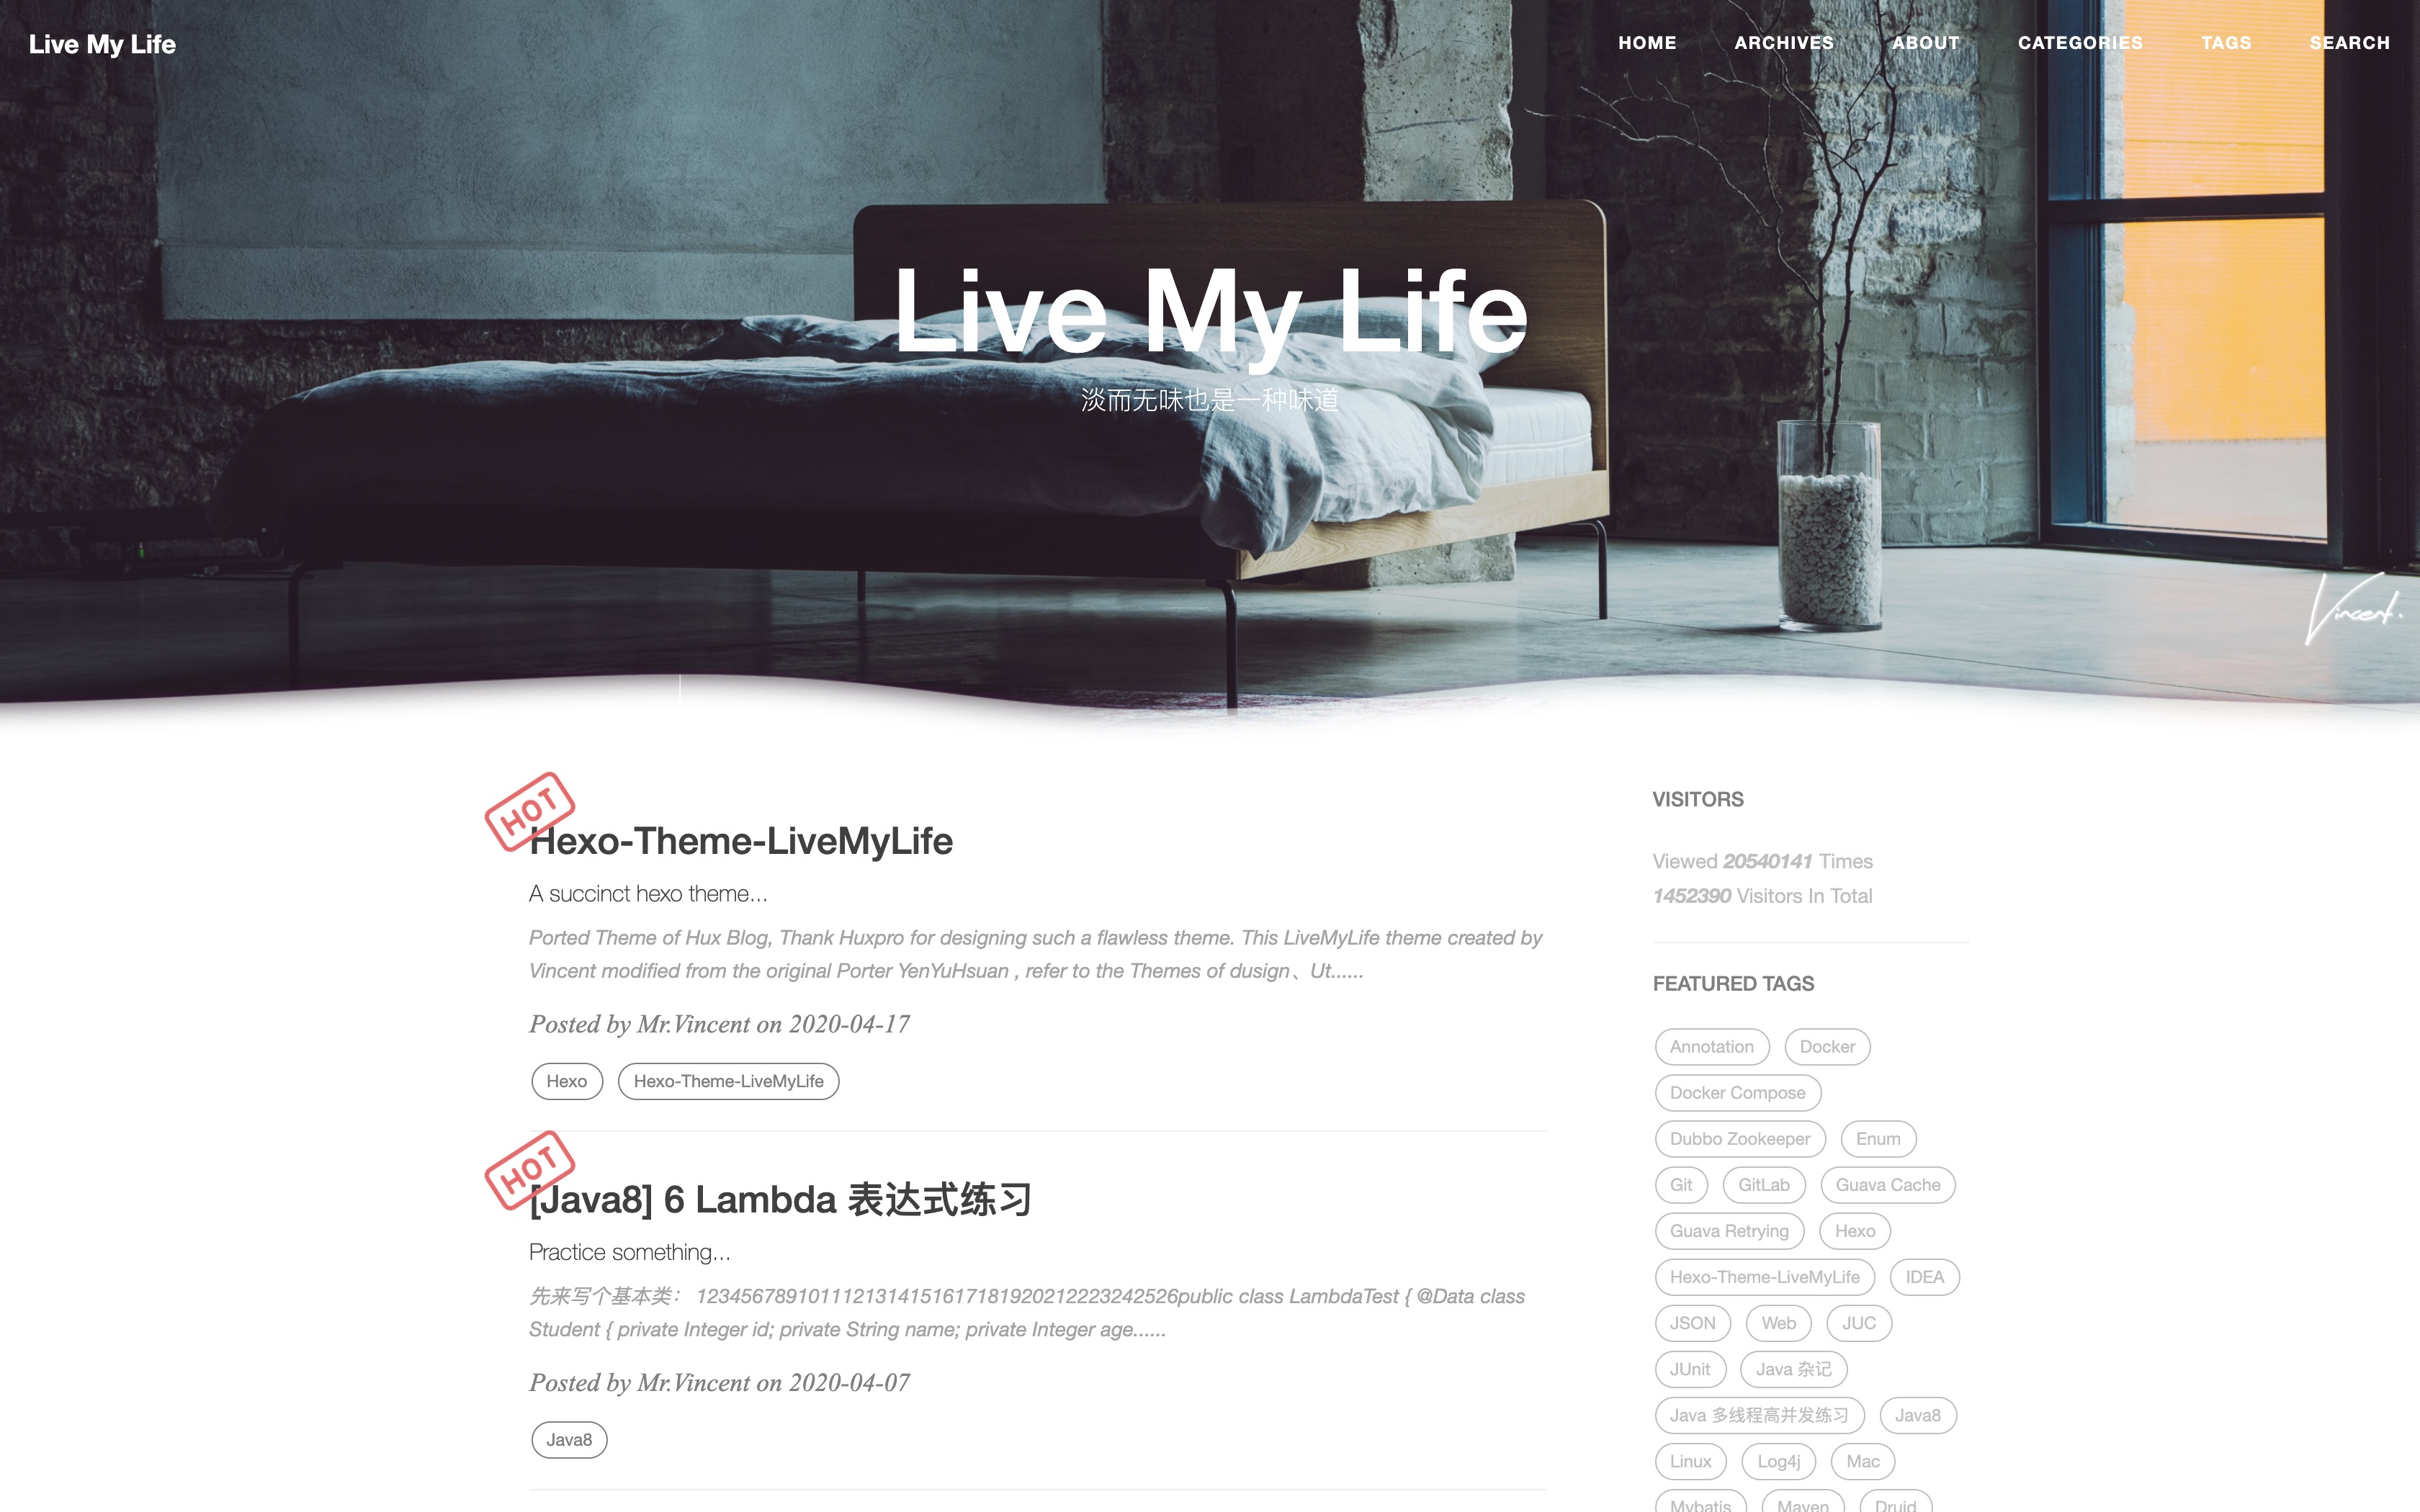 Live My Life
HOME ARCHIVES ABOUT CATEGORIES TAGS SEARCH
Live My Life
淡而无味也是一种味道
Vincent.
HOT
Hexo-Theme-LiveMyLife
A succinct hexo theme...
Ported Theme of Hux Blog, Thank Huxpro for designing such a flawless theme. This LiveMyLife theme created by
Vincent modified from the original Porter YenYuHsuan , refer to the Themes of dusign、Ut......
Posted by Mr.Vincent on 2020-04-17
Hexo Hexo-Theme-LiveMyLife
HOT
[Java8] 6 Lambda 表达式练习
Practice something...
先来写个基本类： 1234567891011121314151617181920212223242526public class LambdaTest { @Data class
Student { private Integer id; private String name; private Integer age......
Posted by Mr.Vincent on 2020-04-07
Java8
VISITORS
Viewed 20540141 Times
1452390 Visitors In Total
FEATURED TAGS
Annotation Docker
Docker Compose
Dubbo Zookeeper Enum
Git GitLab Guava Cache
Guava Retrying Hexo
Hexo-Theme-LiveMyLife IDEA
JSON Web JUC
JUnit Java 杂记
Java 多线程高并发练习 Java8
Linux Log4j Mac
Mybatis Maven Druid